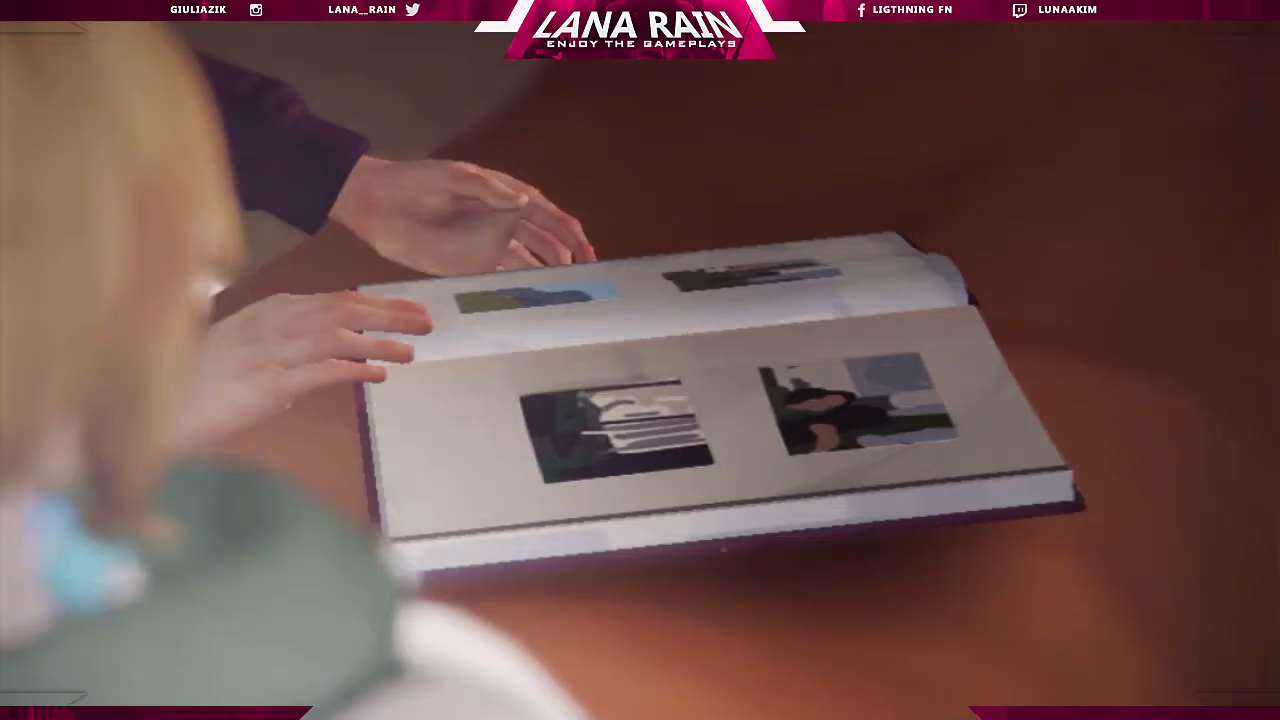 GIULIAZIK
LANA__RAIN
LANA RAIN
ENJOY THE GAMEPLAYS
LIGTHNING FN
LUNAAKIM